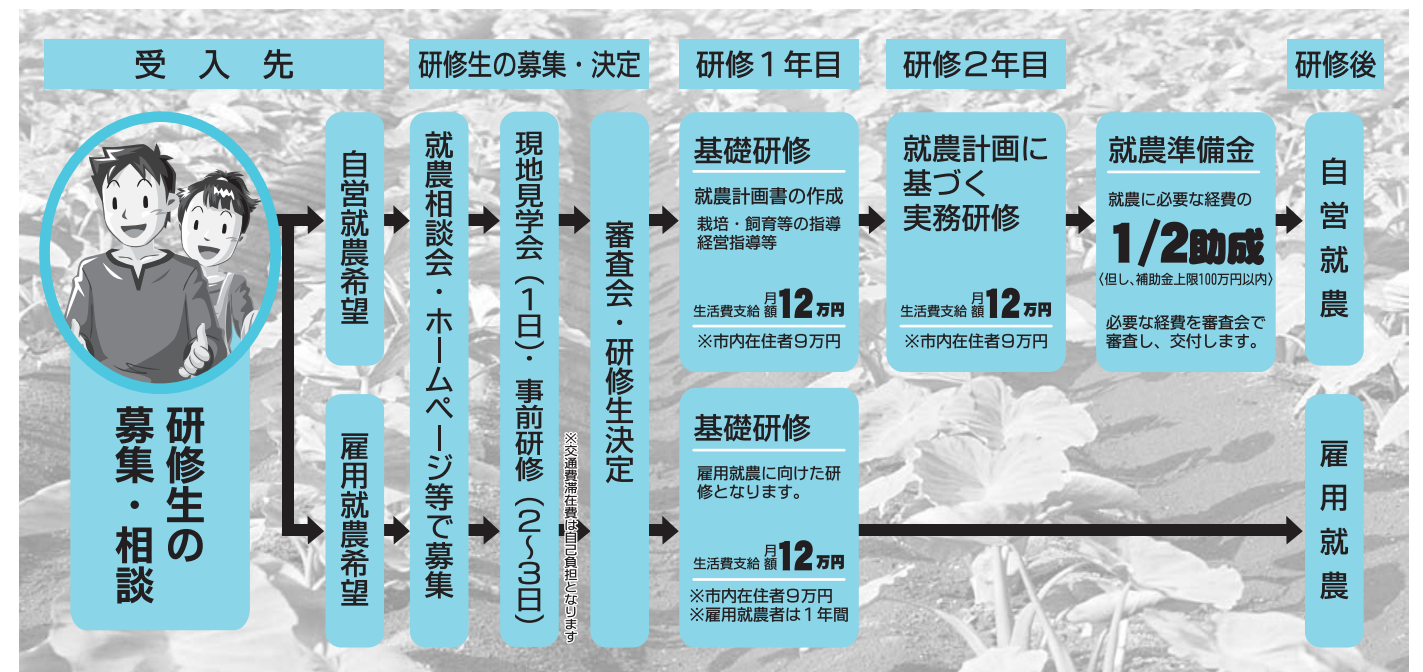 受入先
研修生の募集・決定
研修1年目
研修2年目
研修後
研修生の
募集・相談
自営就農希望
雇用就農希望
就農相談会・ホームページ等で募集
現地見学会(1日)・事前研修(2〜3日)
※交通費滞在費は自己負担となります
審査会・研修生決定
基礎研修
就農計画書の作成
栽培・飼育等の指導
経営指導等
生活費支給 月額12万円
※市内在住者9万円
基礎研修
雇用就農に向けた研
修となります。
生活費支給 月額12万円
※市内在住者9万円
※雇用就農者は1年間
就農計画に
基づく
実務研修
生活費支給 月額12万円
※市内在住者9万円
就農準備金
就農に必要な経費の
1/2助成
〈但し、補助金上限100万円以内〉
必要な経費を審査会で
審査し、交付します。
自営就農
雇用就農